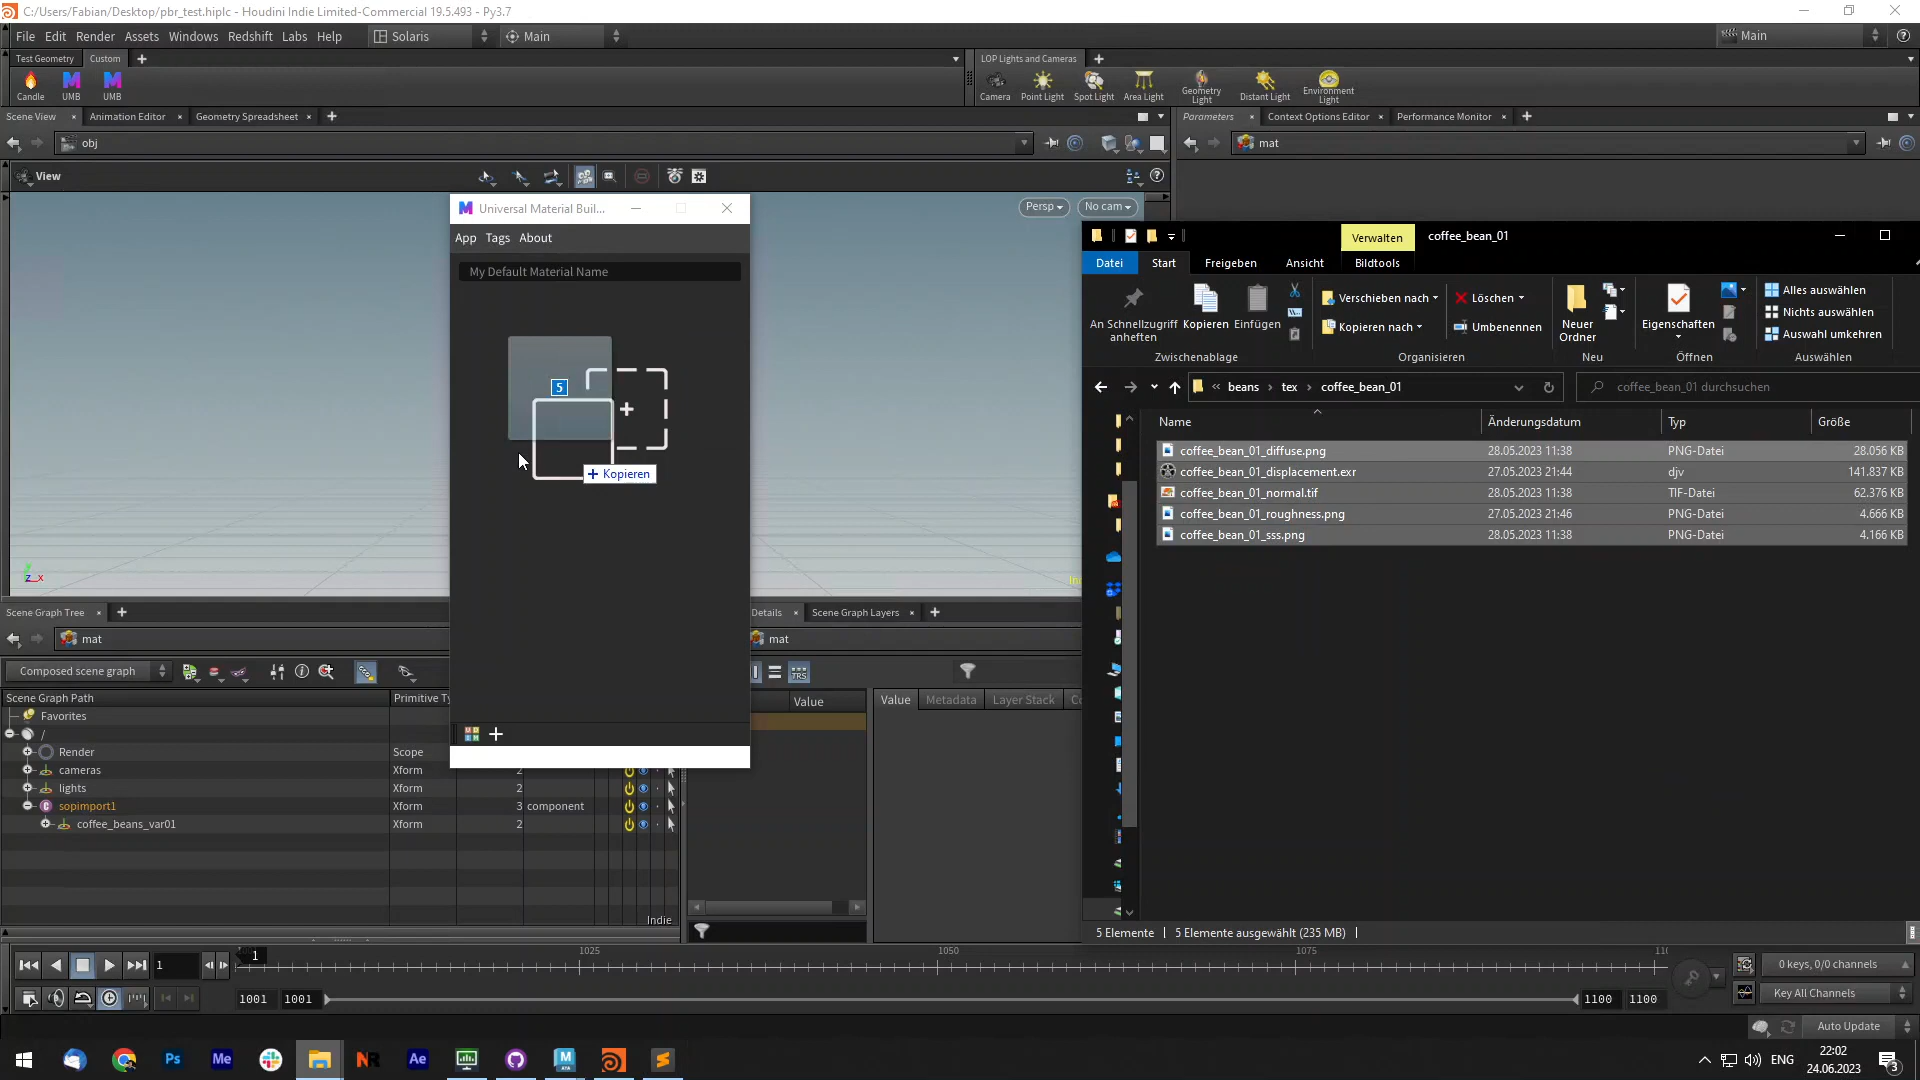 C:/Users/Fabian/Desktop/pbr_test.hiplc - Houdini Indie Limited-Commercial 19.5.493 - Py3.7
File Edit Render Assets Windows Redshift Labs Help Solaris Main Main
Test Geometry Custom LOP Lights and Cameras
Candle UMB UMB Camera Point Light Spot Light Area Light Geometry Light Distant Light Environment Light
Scene View Animation Editor Geometry Spreadsheet Parameters Context Options Editor Performance Monitor
obj mat
View
Persp No cam
Universal Material Buil...
App Tags About
My Default Material Name
5
Kopieren
Verwalten coffee_bean_01
Datei Start Freigeben Ansicht Bildtools
An Schnellzugriff anheften Kopieren Einfügen
Verschieben nach Löschen
Kopieren nach Umbenennen
Neuer Ordner
Eigenschaften
Alles auswählen
Nichts auswählen
Auswahl umkehren
Zwischenablage Organisieren Neu Öffnen Auswählen
« beans tex coffee_bean_01 coffee_bean_01 durchsuchen
Name Änderungsdatum Typ Größe
coffee_bean_01_diffuse.png 28.05.2023 11:38 PNG-Datei 28.056 KB
coffee_bean_01_displacement.exr 27.05.2023 21:44 djv 141.837 KB
coffee_bean_01_normal.tif 28.05.2023 11:38 TIF-Datei 62.376 KB
coffee_bean_01_roughness.png 27.05.2023 21:46 PNG-Datei 4.666 KB
coffee_bean_01_sss.png 28.05.2023 11:38 PNG-Datei 4.166 KB
5 Elemente 5 Elemente ausgewählt (235 MB)
z x
Scene Graph Tree Details Scene Graph Layers
mat mat
Composed scene graph TRS
Scene Graph Path Primitive Ty Value Value Metadata Layer Stack
Favorites
/
Render Scope
cameras Xform 2
lights Xform 2
sopimport1 Xform 3 component
coffee_beans_var01 Xform 2
Indie
1 1 1025 1050 1075
0 keys, 0/0 channels
1001 1001 1100 1100 Key All Channels
Auto Update
Ps Me NR Ae M ENG 22:02
24.06.2023 3